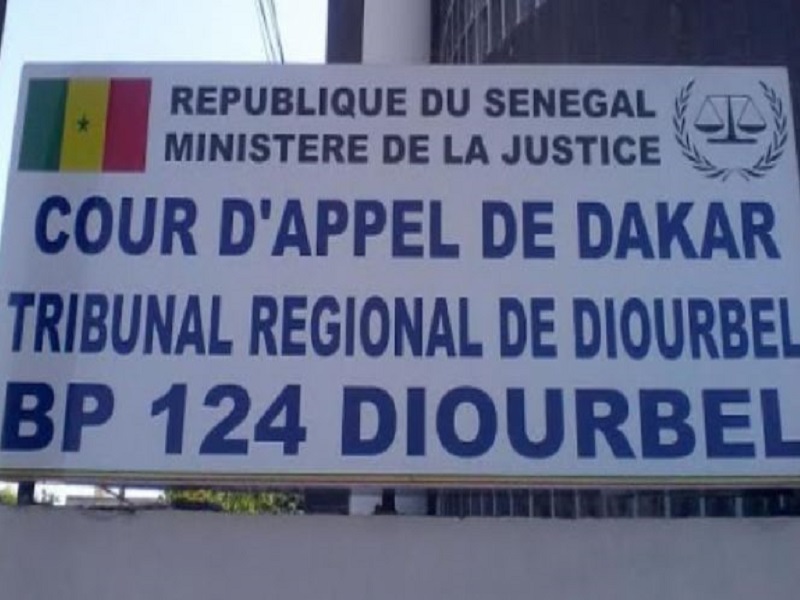 REPUBLIQUE DU SENEGAL
MINISTERE DE LA JUSTICE
COUR D'APPEL DE DAKAR
TRIBUNAL REGIONAL DE DIOURBEL
BP 124 DIOURBEL